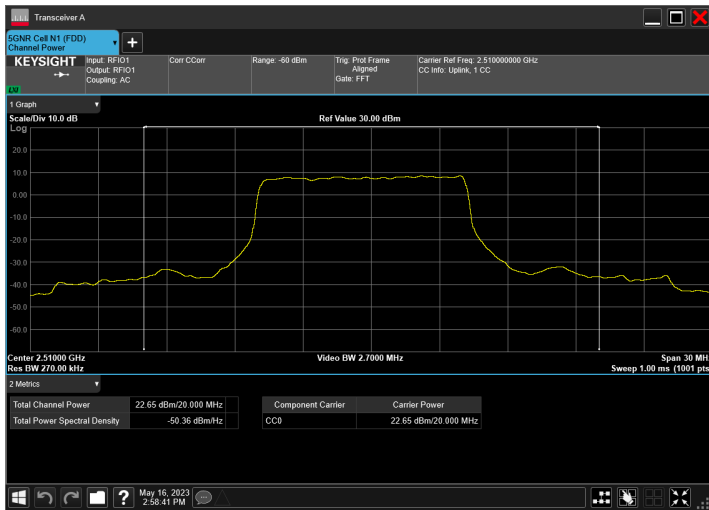 Transceiver A
5GNR Cell N1 (FDD)
Channel Power
KEYSIGHT
LXI
Input: RFIO1
Output: RFIO1
Coupling: AC
Corr CCorr
Range: -60 dBm
Trig: Prot Frame
Aligned
Gate: FFT
Carrier Ref Freq: 2.510000000 GHz
CC Info: Uplink, 1 CC
1 Graph
Scale/Div 10.0 dB
Ref Value 30.00 dBm
Log
20.0
10.0
0.00
-10.0
-20.0
-30.0
-40.0
-50.0
-60.0
Center 2.51000 GHz
Video BW 2.7000 MHz
Span 30 MH
Res BW 270.00 kHz
Sweep 1.00 ms (1001 pts
2 Metrics
Total Channel Power 22.65 dBm/20.000 MHz
Total Power Spectral Density -50.36 dBm/Hz
Component Carrier Carrier Power
CC0 22.65 dBm/20.000 MHz
?
May 16, 2023
2:58:41 PM